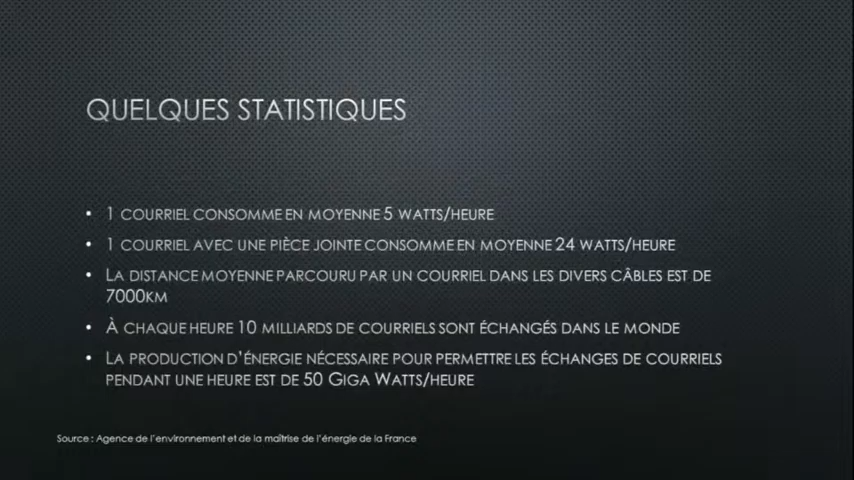 QUELQUES STATISTIQUES
• 1 COURRIEL CONSOMME EN MOYENNE 5 WATTS/HEURE
• 1 COURRIEL AVEC UNE PIÈCE JOINTE CONSOMME EN MOYENNE 24 WATTS/HEURE
• LA DISTANCE MOYENNE PARCOURU PAR UN COURRIEL DANS LES DIVERS CÂBLES EST DE
7000KM
• À CHAQUE HEURE 10 MILLIARDS DE COURRIELS SONT ÉCHANGÉS DANS LE MONDE
• LA PRODUCTION D'ÉNERGIE NÉCESSAIRE POUR PERMETTRE LES ÉCHANGES DE COURRIELS
PENDANT UNE HEURE EST DE 50 GIGA WATTS/HEURE
Source : Agence de l'environnement et de la maîtrise de l'énergie de la France